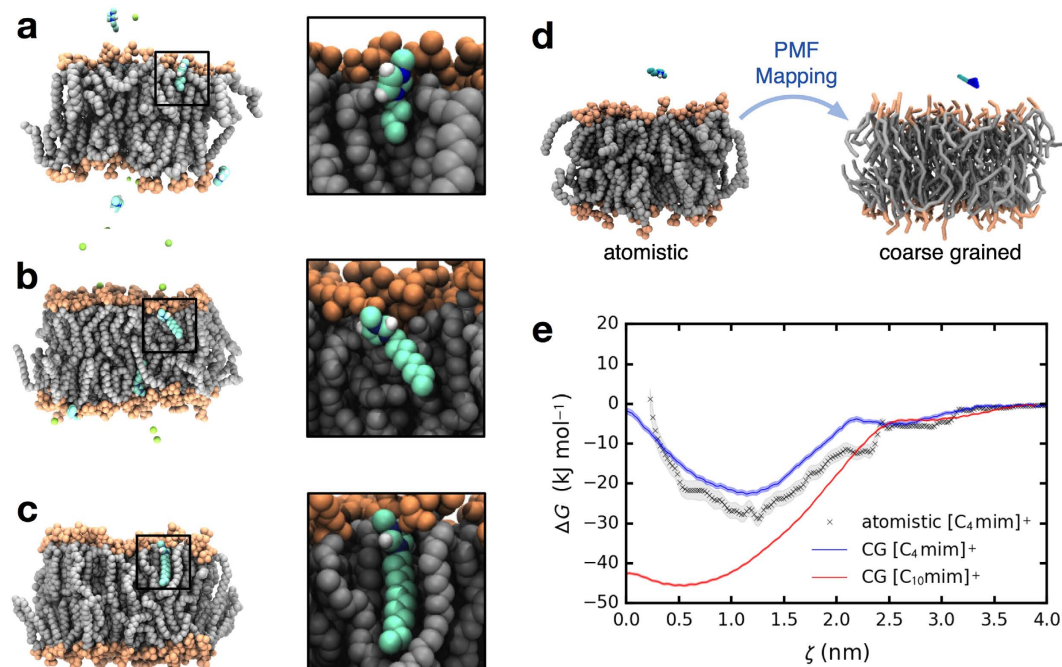 a
b
c
d
PMF
Mapping
atomistic
coarse grained
e
20
10
0
−10
−20
−30
−40
−50
ΔG (kJ mol⁻¹)
× atomistic [C₄mim]⁺
CG [C₄mim]⁺
CG [C₁₀mim]⁺
0.0 0.5 1.0 1.5 2.0 2.5 3.0 3.5 4.0
ζ (nm)